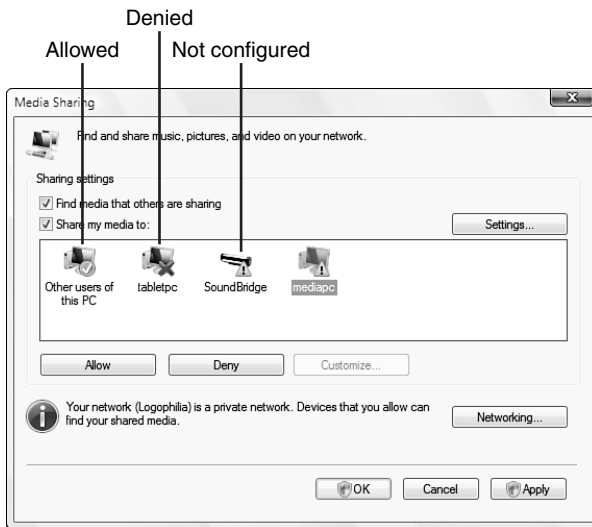 Denied
Allowed
Not configured
Media Sharing
Find and share music, pictures, and video on your network.
Sharing settings
Find media that others are sharing
Share my media to:
Settings...
Other users of
this PC
tabletpc
SoundBridge
mediapc
Allow
Deny
Customize...
Your network (Logophilia) is a private network. Devices that you allow can
find your shared media.
Networking...
OK
Cancel
Apply